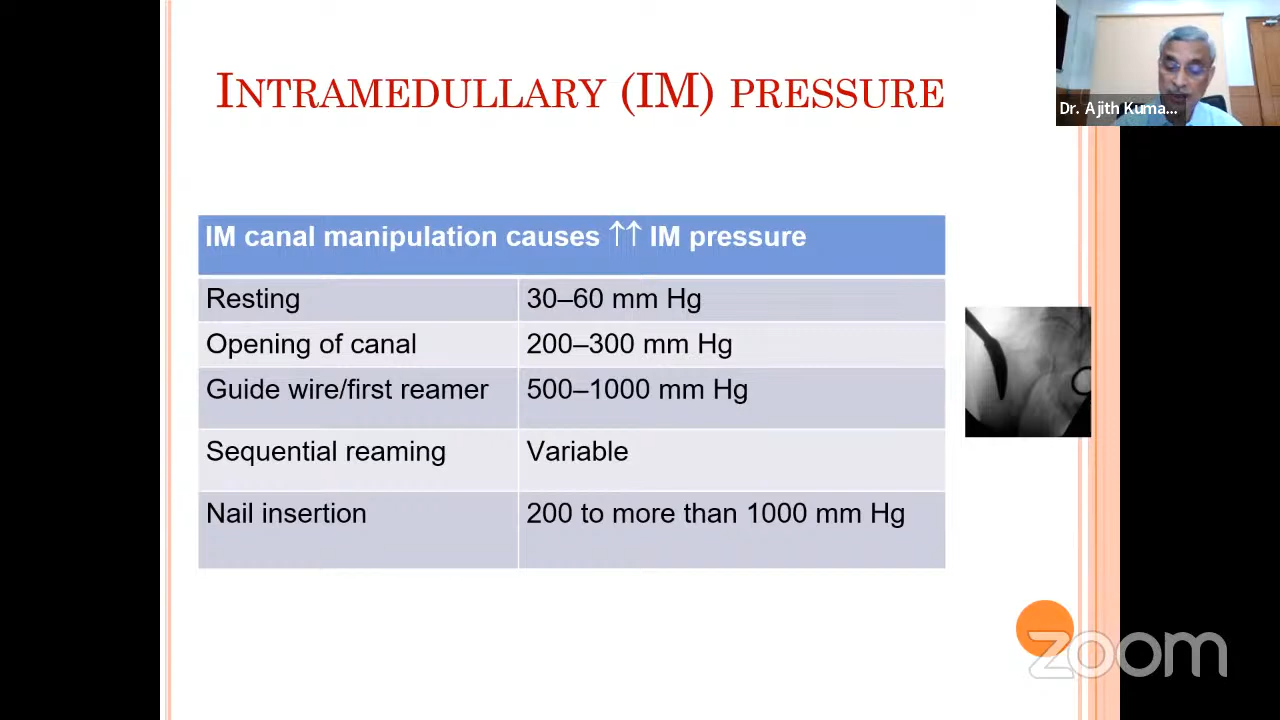 INTRAMEDULLARY (IM) PRESSURE
Dr. Ajith Kuma...
IM canal manipulation causes ↑↑ IM pressure
Resting 30–60 mm Hg
Opening of canal 200–300 mm Hg
Guide wire/first reamer 500–1000 mm Hg
Sequential reaming Variable
Nail insertion 200 to more than 1000 mm Hg
zoom